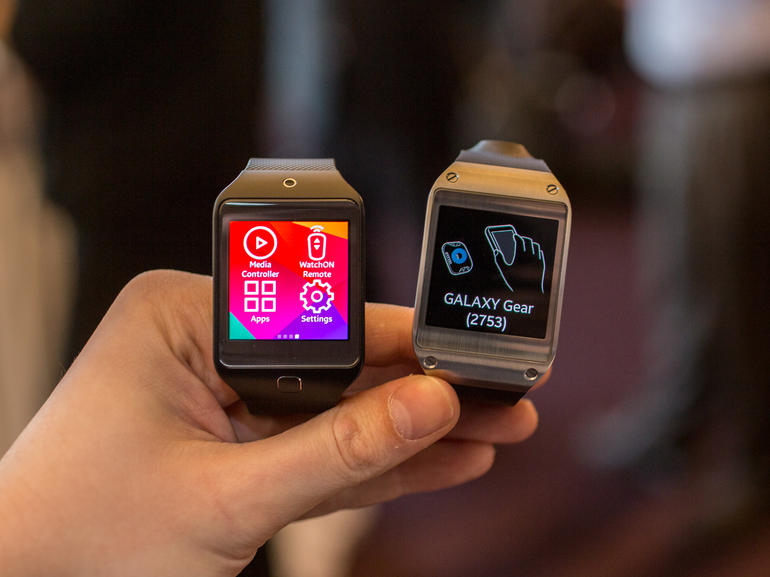 Media
Controller
WatchON
Remote
Apps
Settings
GALAXY Gear
(2753)